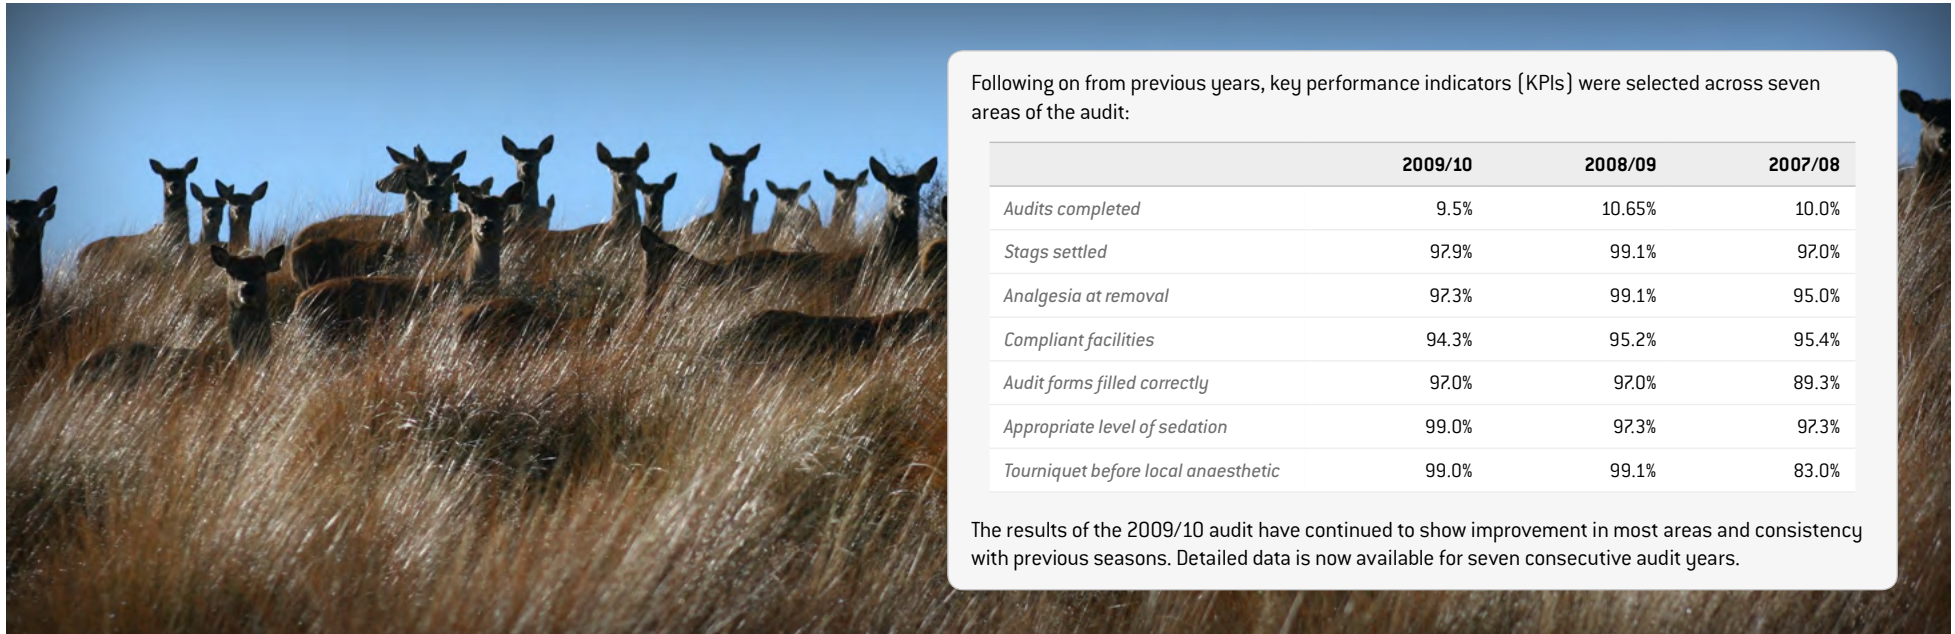 Following on from previous years, key performance indicators (KPIs) were selected across seven
areas of the audit:
2009/10 2008/09 2007/08
Audits completed 9.5% 10.65% 10.0%
Stags settled 97.9% 99.1% 97.0%
Analgesia at removal 97.3% 99.1% 95.0%
Compliant facilities 94.3% 95.2% 95.4%
Audit forms filled correctly 97.0% 97.0% 89.3%
Appropriate level of sedation 99.0% 97.3% 97.3%
Tourniquet before local anaesthetic 99.0% 99.1% 83.0%
The results of the 2009/10 audit have continued to show improvement in most areas and consistency
with previous seasons. Detailed data is now available for seven consecutive audit years.